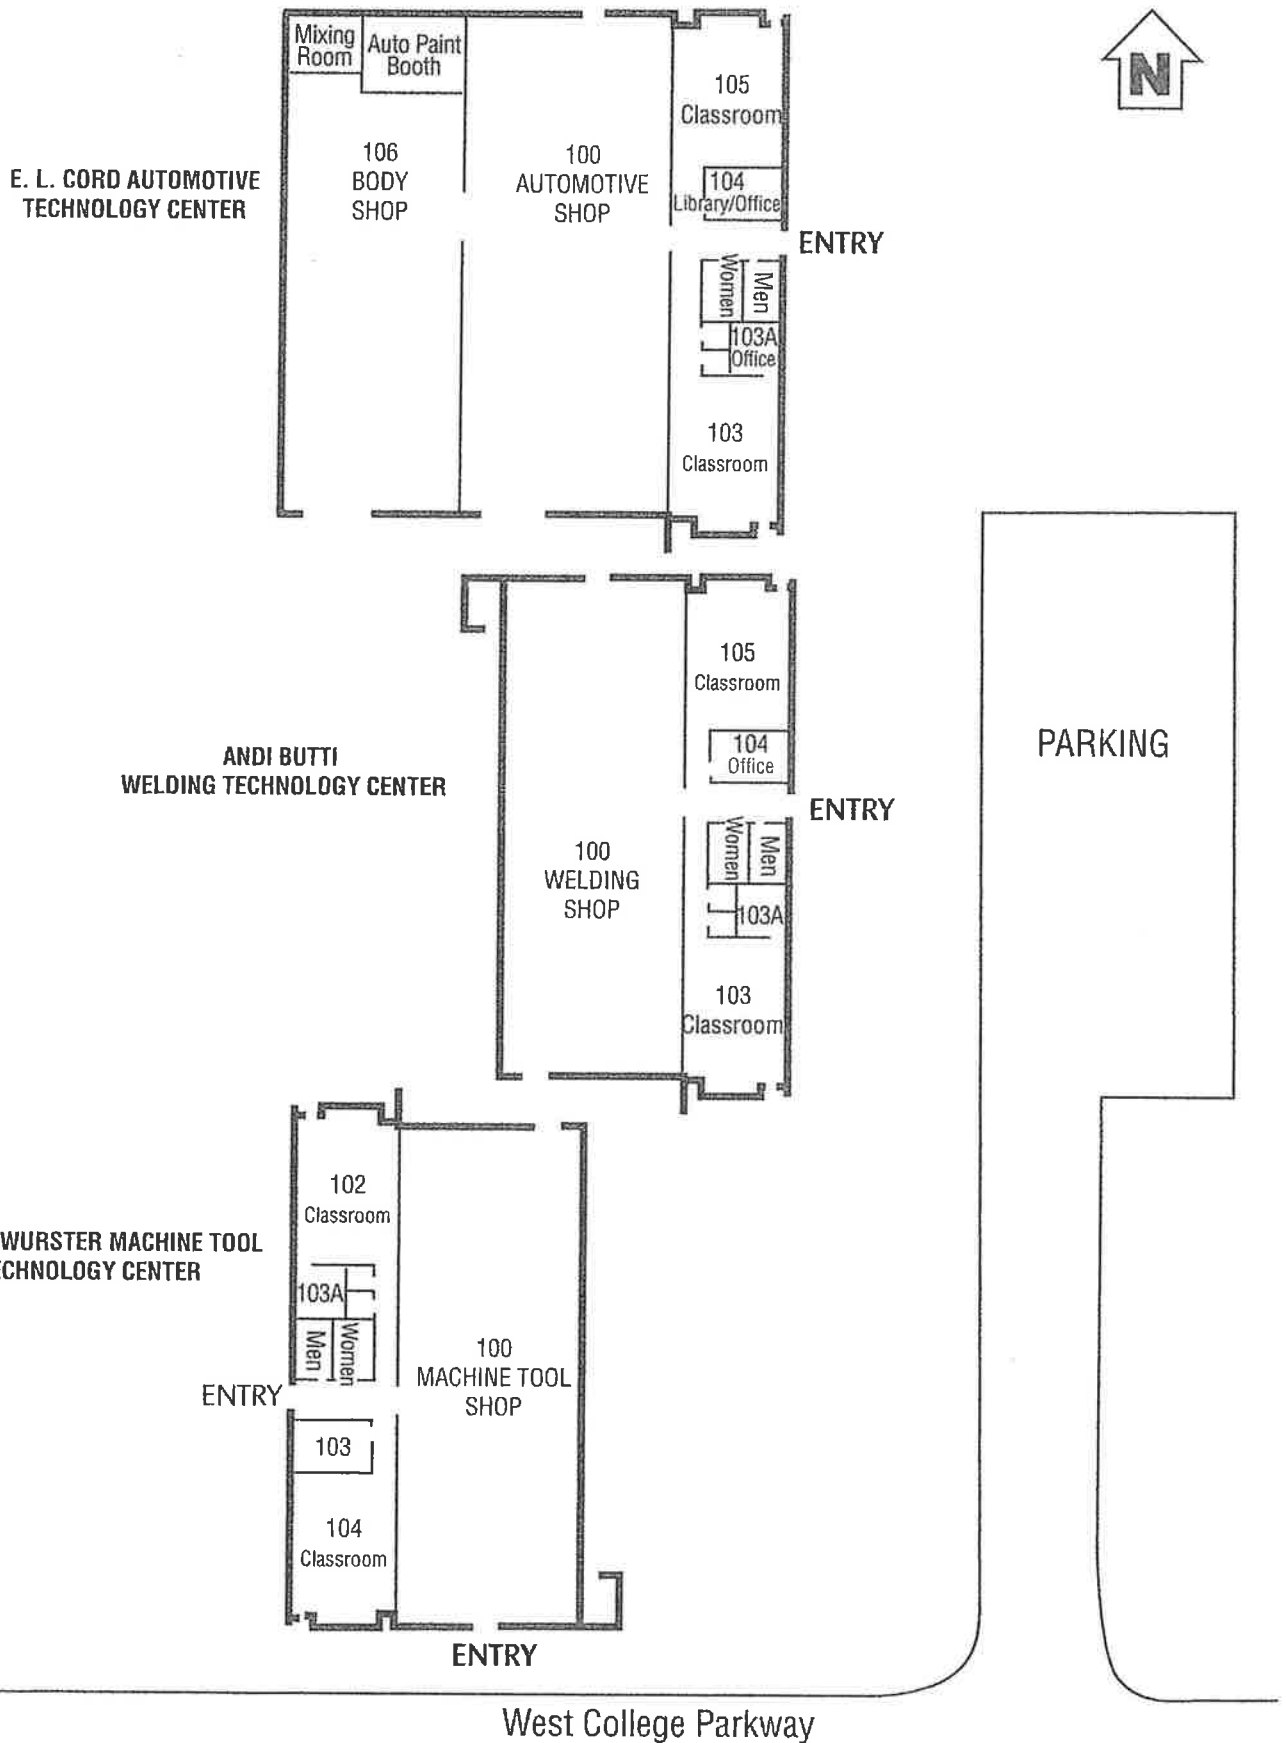 N
Mixing
Room
Auto Paint
Booth
105
Classroom
106
BODY
SHOP
100
AUTOMOTIVE
SHOP
E. L. CORD AUTOMOTIVE
TECHNOLOGY CENTER
104
Library/Office
ENTRY
Women
Men
103A
Office
103
Classroom
105
Classroom
PARKING
ANDI BUTTI
WELDING TECHNOLOGY CENTER
104
Office
ENTRY
100
WELDING
SHOP
Women
Men
103A
103
Classroom
102
Classroom
WURSTER MACHINE TOOL
ECHNOLOGY CENTER
103A
Men
Women
100
MACHINE TOOL
SHOP
ENTRY
103
104
Classroom
ENTRY
West College Parkway